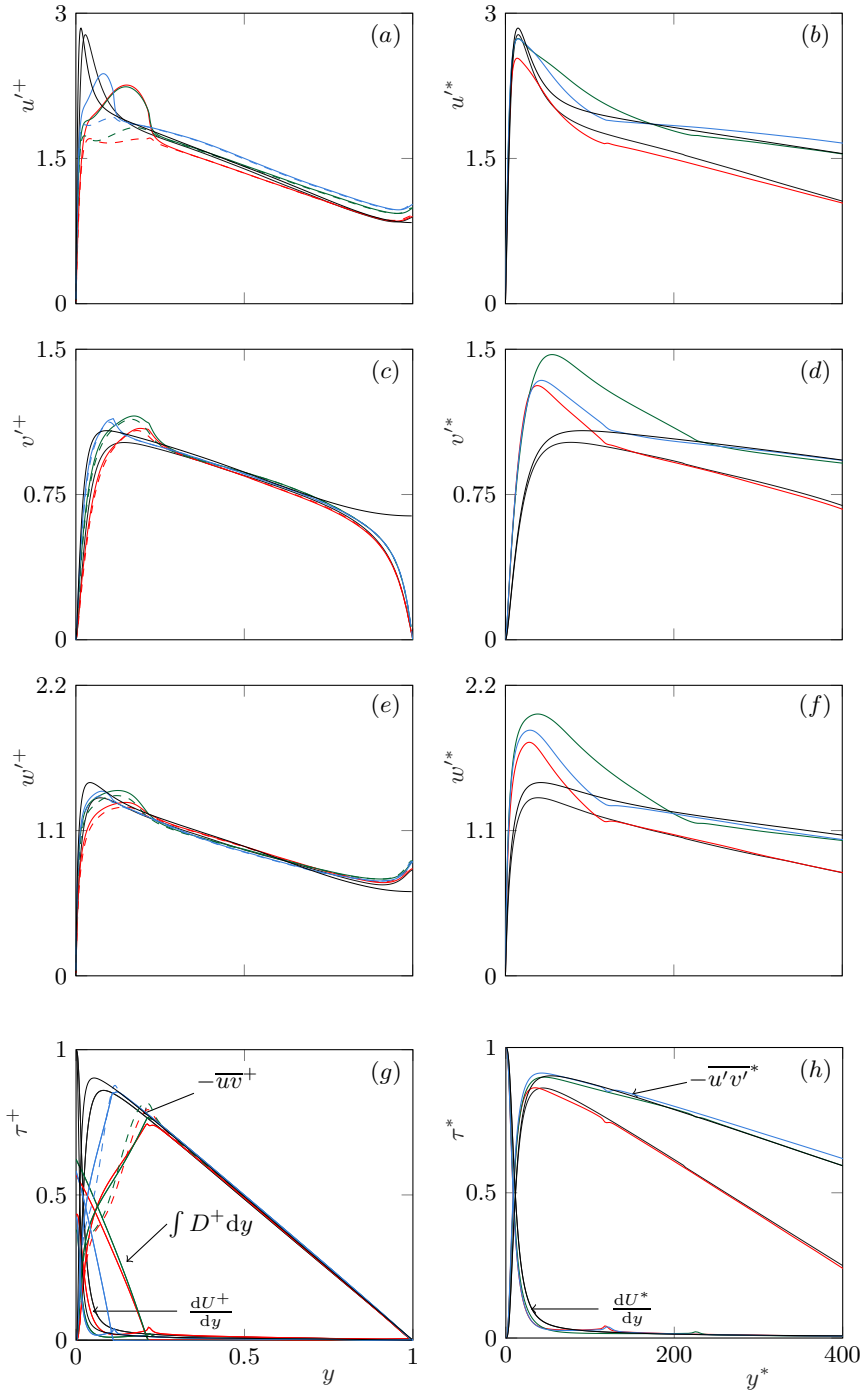 3
1.5
0
u′⁺
(a)
3
1.5
0
u′*
(b)
1.5
0.75
0
v′⁺
(c)
1.5
0.75
0
v′*
(d)
2.2
1.1
0
w′⁺
(e)
2.2
1.1
0
w′*
(f)
1
0.5
0
τ⁺
(g)
−u̅v̅⁺
∫ D⁺dy
dU⁺
dy
0 0.5 1
y
1
0.5
0
τ*
(h)
−u̅′v̅′*
dU*
dy
0 200 400
y*